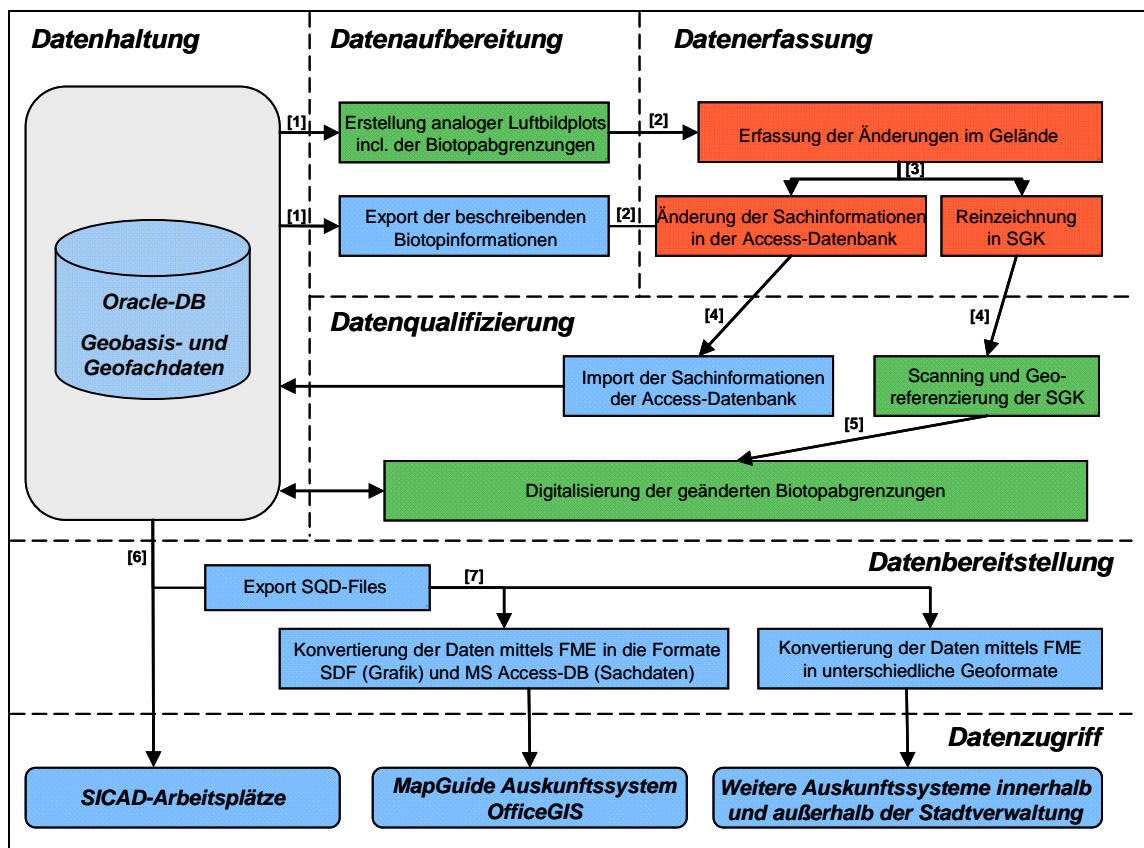 Datenhaltung
Datenaufbereitung
Datenerfassung
[1]
Erstellung analoger Luftbildplots
incl. der Biotopabgrenzungen
[2]
Erfassung der Änderungen im Gelände
[3]
[1]
Export der beschreibenden
Biotopinformationen
[2]
Änderung der Sachinformationen
in der Access-Datenbank
Reinzeichnung
in SGK
Oracle-DB
Geobasis- und
Geofachdaten
Datenqualifizierung
[4]
[4]
Import der Sachinformationen
der Access-Datenbank
Scanning und Geo-
referenzierung der SGK
[5]
Digitalisierung der geänderten Biotopabgrenzungen
[6]
Datenbereitstellung
Export SQD-Files
[7]
Konvertierung der Daten mittels FME in die Formate
SDF (Grafik) und MS Access-DB (Sachdaten)
Konvertierung der Daten mittels FME
in unterschiedliche Geoformate
Datenzugriff
SICAD-Arbeitsplätze
MapGuide Auskunftssystem
OfficeGIS
Weitere Auskunftssysteme innerhalb
und außerhalb der Stadtverwaltung